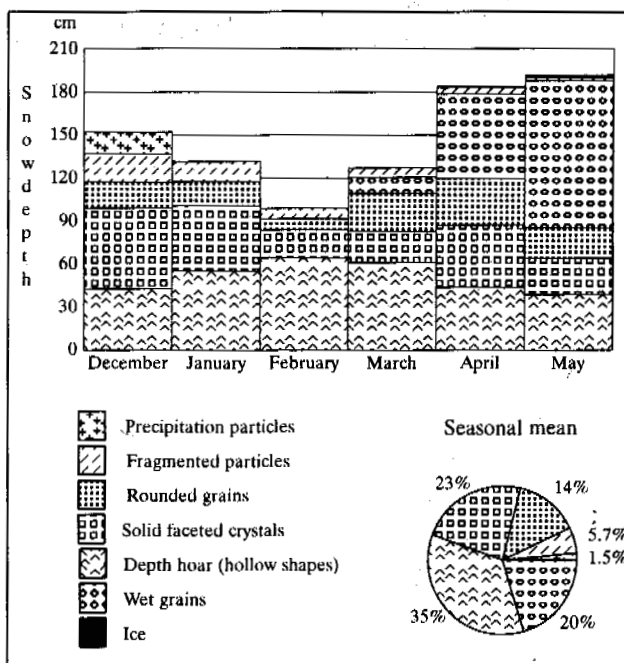 cm
210
180
150
120
90
60
30
0
Snowdepth
December January February March April May
Precipitation particles
Fragmented particles
Rounded grains
Solid faceted crystals
Depth hoar (hollow shapes)
Wet grains
Ice
Seasonal mean
23%
14%
5.7%
1.5%
35%
20%